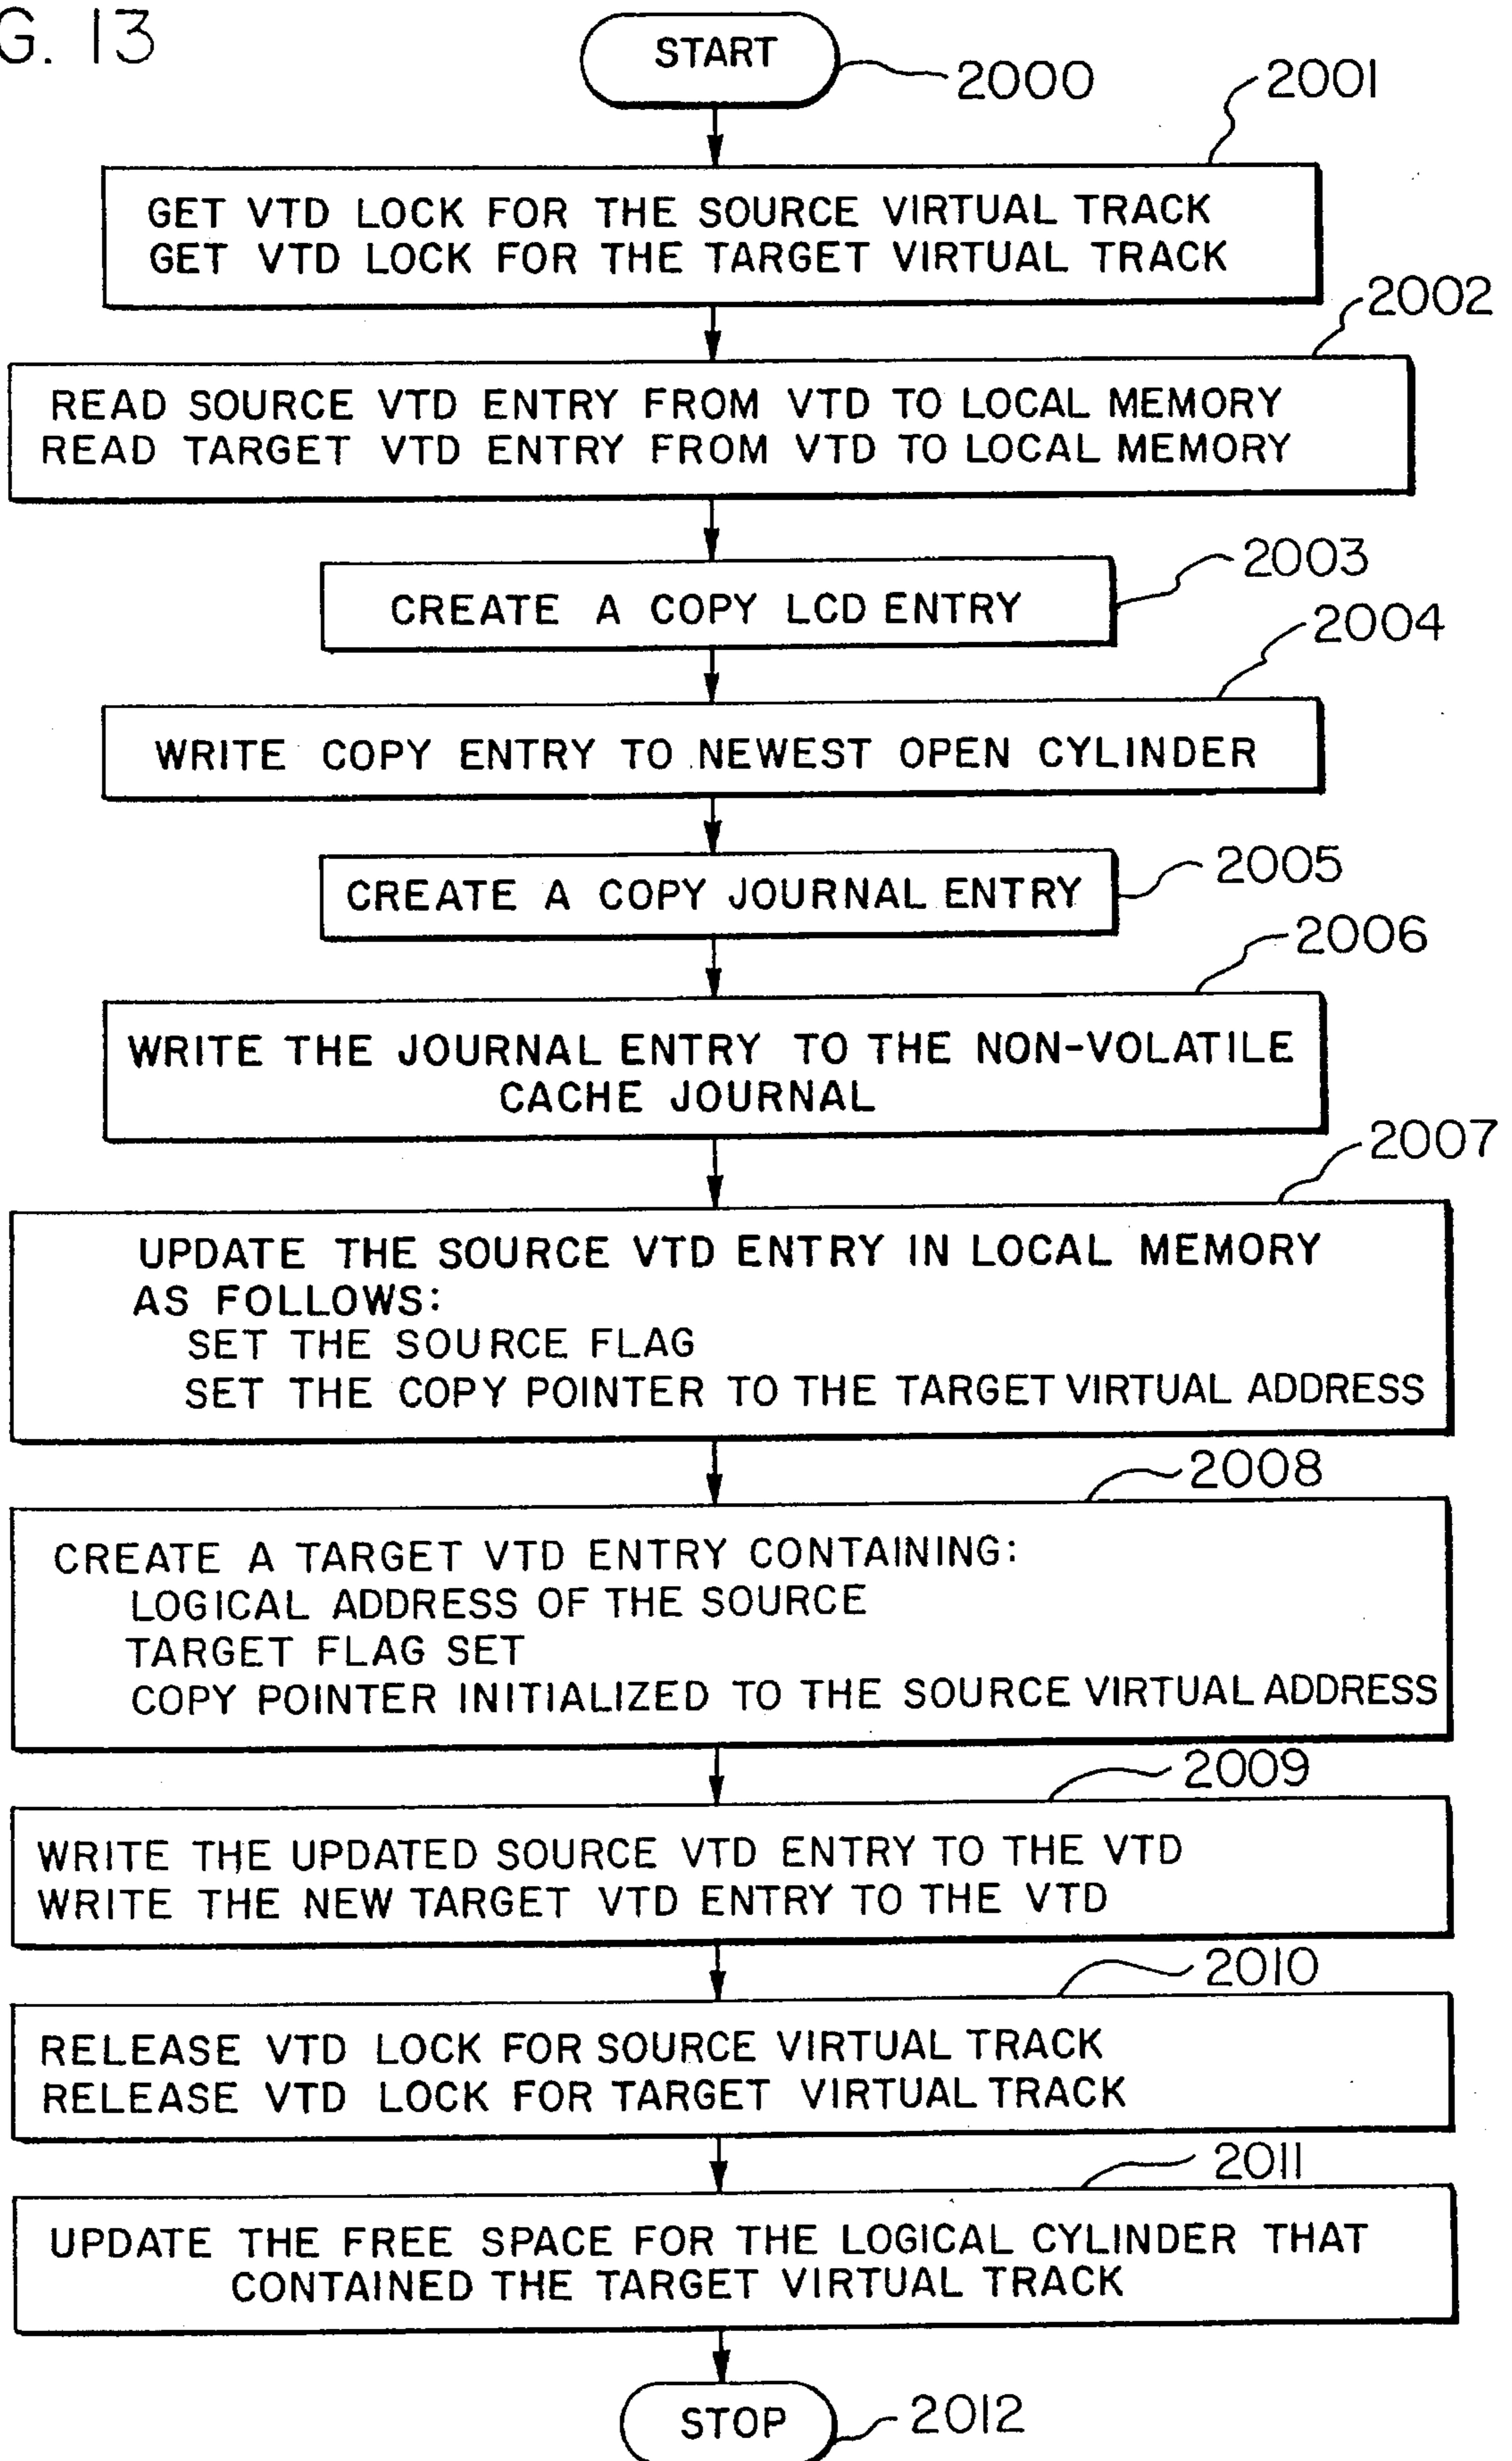 G. 13
START
2000
2001
GET VTD LOCK FOR THE SOURCE VIRTUAL TRACK
GET VTD LOCK FOR THE TARGET VIRTUAL TRACK
2002
READ SOURCE VTD ENTRY FROM VTD TO LOCAL MEMORY
READ TARGET VTD ENTRY FROM VTD TO LOCAL MEMORY
2003
CREATE A COPY LCD ENTRY
2004
WRITE COPY ENTRY TO NEWEST OPEN CYLINDER
2005
CREATE A COPY JOURNAL ENTRY
2006
WRITE THE JOURNAL ENTRY TO THE NON-VOLATILE
CACHE JOURNAL
2007
UPDATE THE SOURCE VTD ENTRY IN LOCAL MEMORY
AS FOLLOWS:
SET THE SOURCE FLAG
SET THE COPY POINTER TO THE TARGET VIRTUAL ADDRESS
2008
CREATE A TARGET VTD ENTRY CONTAINING:
LOGICAL ADDRESS OF THE SOURCE
TARGET FLAG SET
COPY POINTER INITIALIZED TO THE SOURCE VIRTUAL ADDRESS
2009
WRITE THE UPDATED SOURCE VTD ENTRY TO THE VTD
WRITE THE NEW TARGET VTD ENTRY TO THE VTD
2010
RELEASE VTD LOCK FOR SOURCE VIRTUAL TRACK
RELEASE VTD LOCK FOR TARGET VIRTUAL TRACK
2011
UPDATE THE FREE SPACE FOR THE LOGICAL CYLINDER THAT
CONTAINED THE TARGET VIRTUAL TRACK
STOP
2012